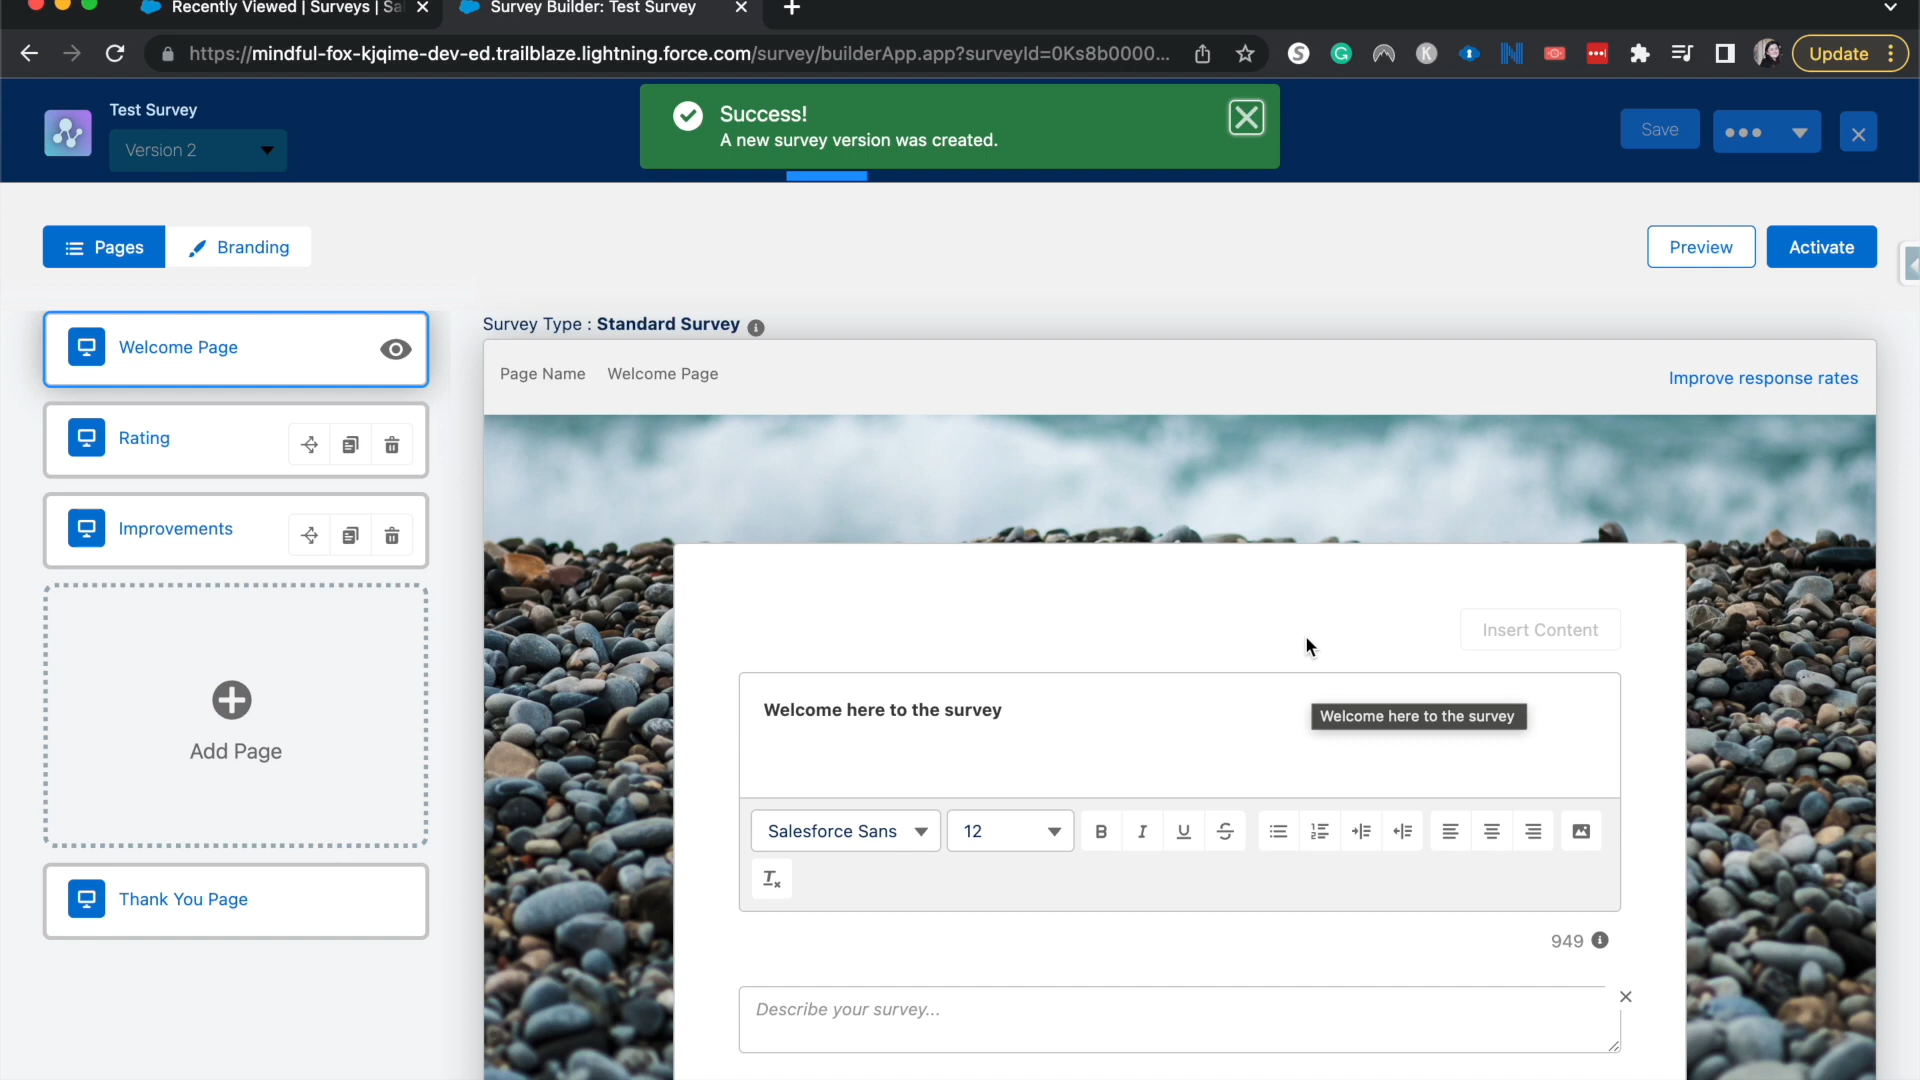 Recently Viewed | Surveys | Sa
Survey Builder: Test Survey
https://mindful-fox-kjqime-dev-ed.trailblaze.lightning.force.com/survey/builderApp.app?surveyId=0Ks8b0000...
Update
Test Survey
Version 2
Success!
A new survey version was created.
Save
Pages
Branding
Preview
Activate
Welcome Page
Rating
Improvements
Add Page
Thank You Page
Survey Type : Standard Survey
Page Name Welcome Page
Improve response rates
Insert Content
Welcome here to the survey
Welcome here to the survey
Salesforce Sans
12
B I U S
949
Describe your survey...